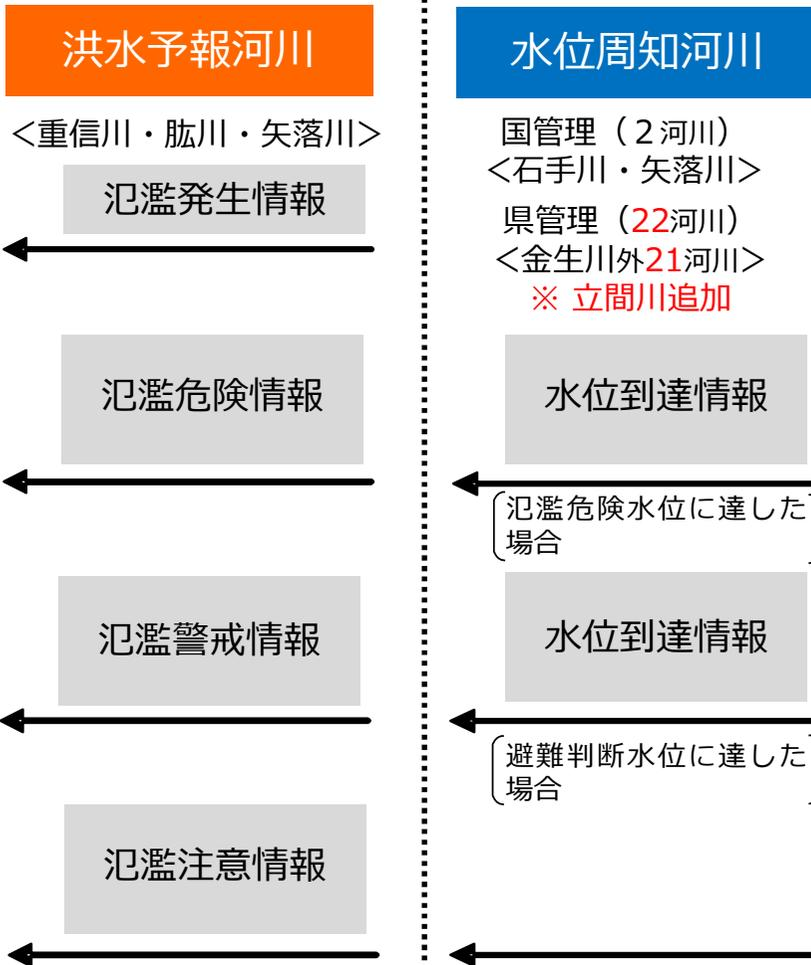 洪水予報河川
<重信川・肱川・矢落川>
氾濫発生情報
氾濫危険情報
氾濫警戒情報
氾濫注意情報
水位周知河川
国管理（２河川）
<石手川・矢落川>
県管理（22河川）
<金生川外21河川>
※ 立間川追加
水位到達情報
氾濫危険水位に達した
場合
水位到達情報
避難判断水位に達した
場合